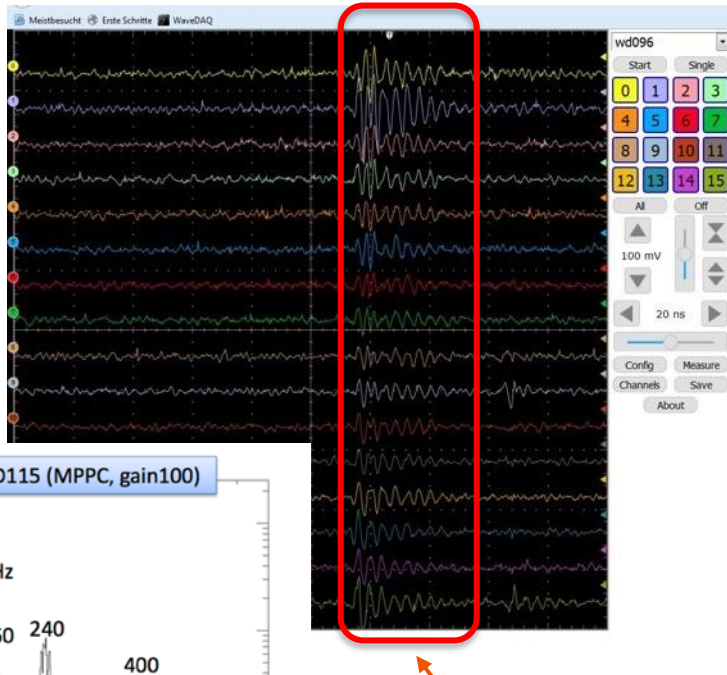 Meistbesucht Erste Schritte WaveDAQ
wd096
Start Single
0 1 2 3
4 5 6 7
8 9 10 11
12 13 14 15
All Off
100 mV
20 ns
Config Measure
Channels Save
About
0115 (MPPC, gain100)
Hz
240
400